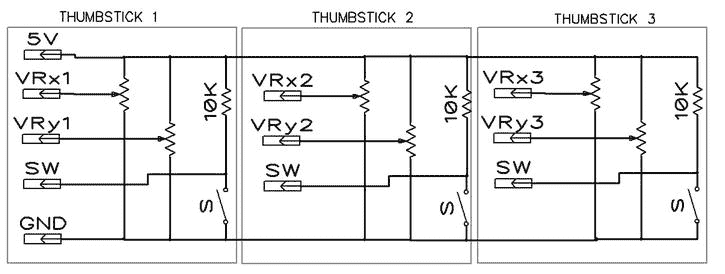 THUMBSTICK 1
THUMBSTICK 2
THUMBSTICK 3
5V
VRx1
VRy1
SW
GND
10K
S
VRx2
VRy2
SW
10K
S
VRx3
VRy3
SW
10K
S